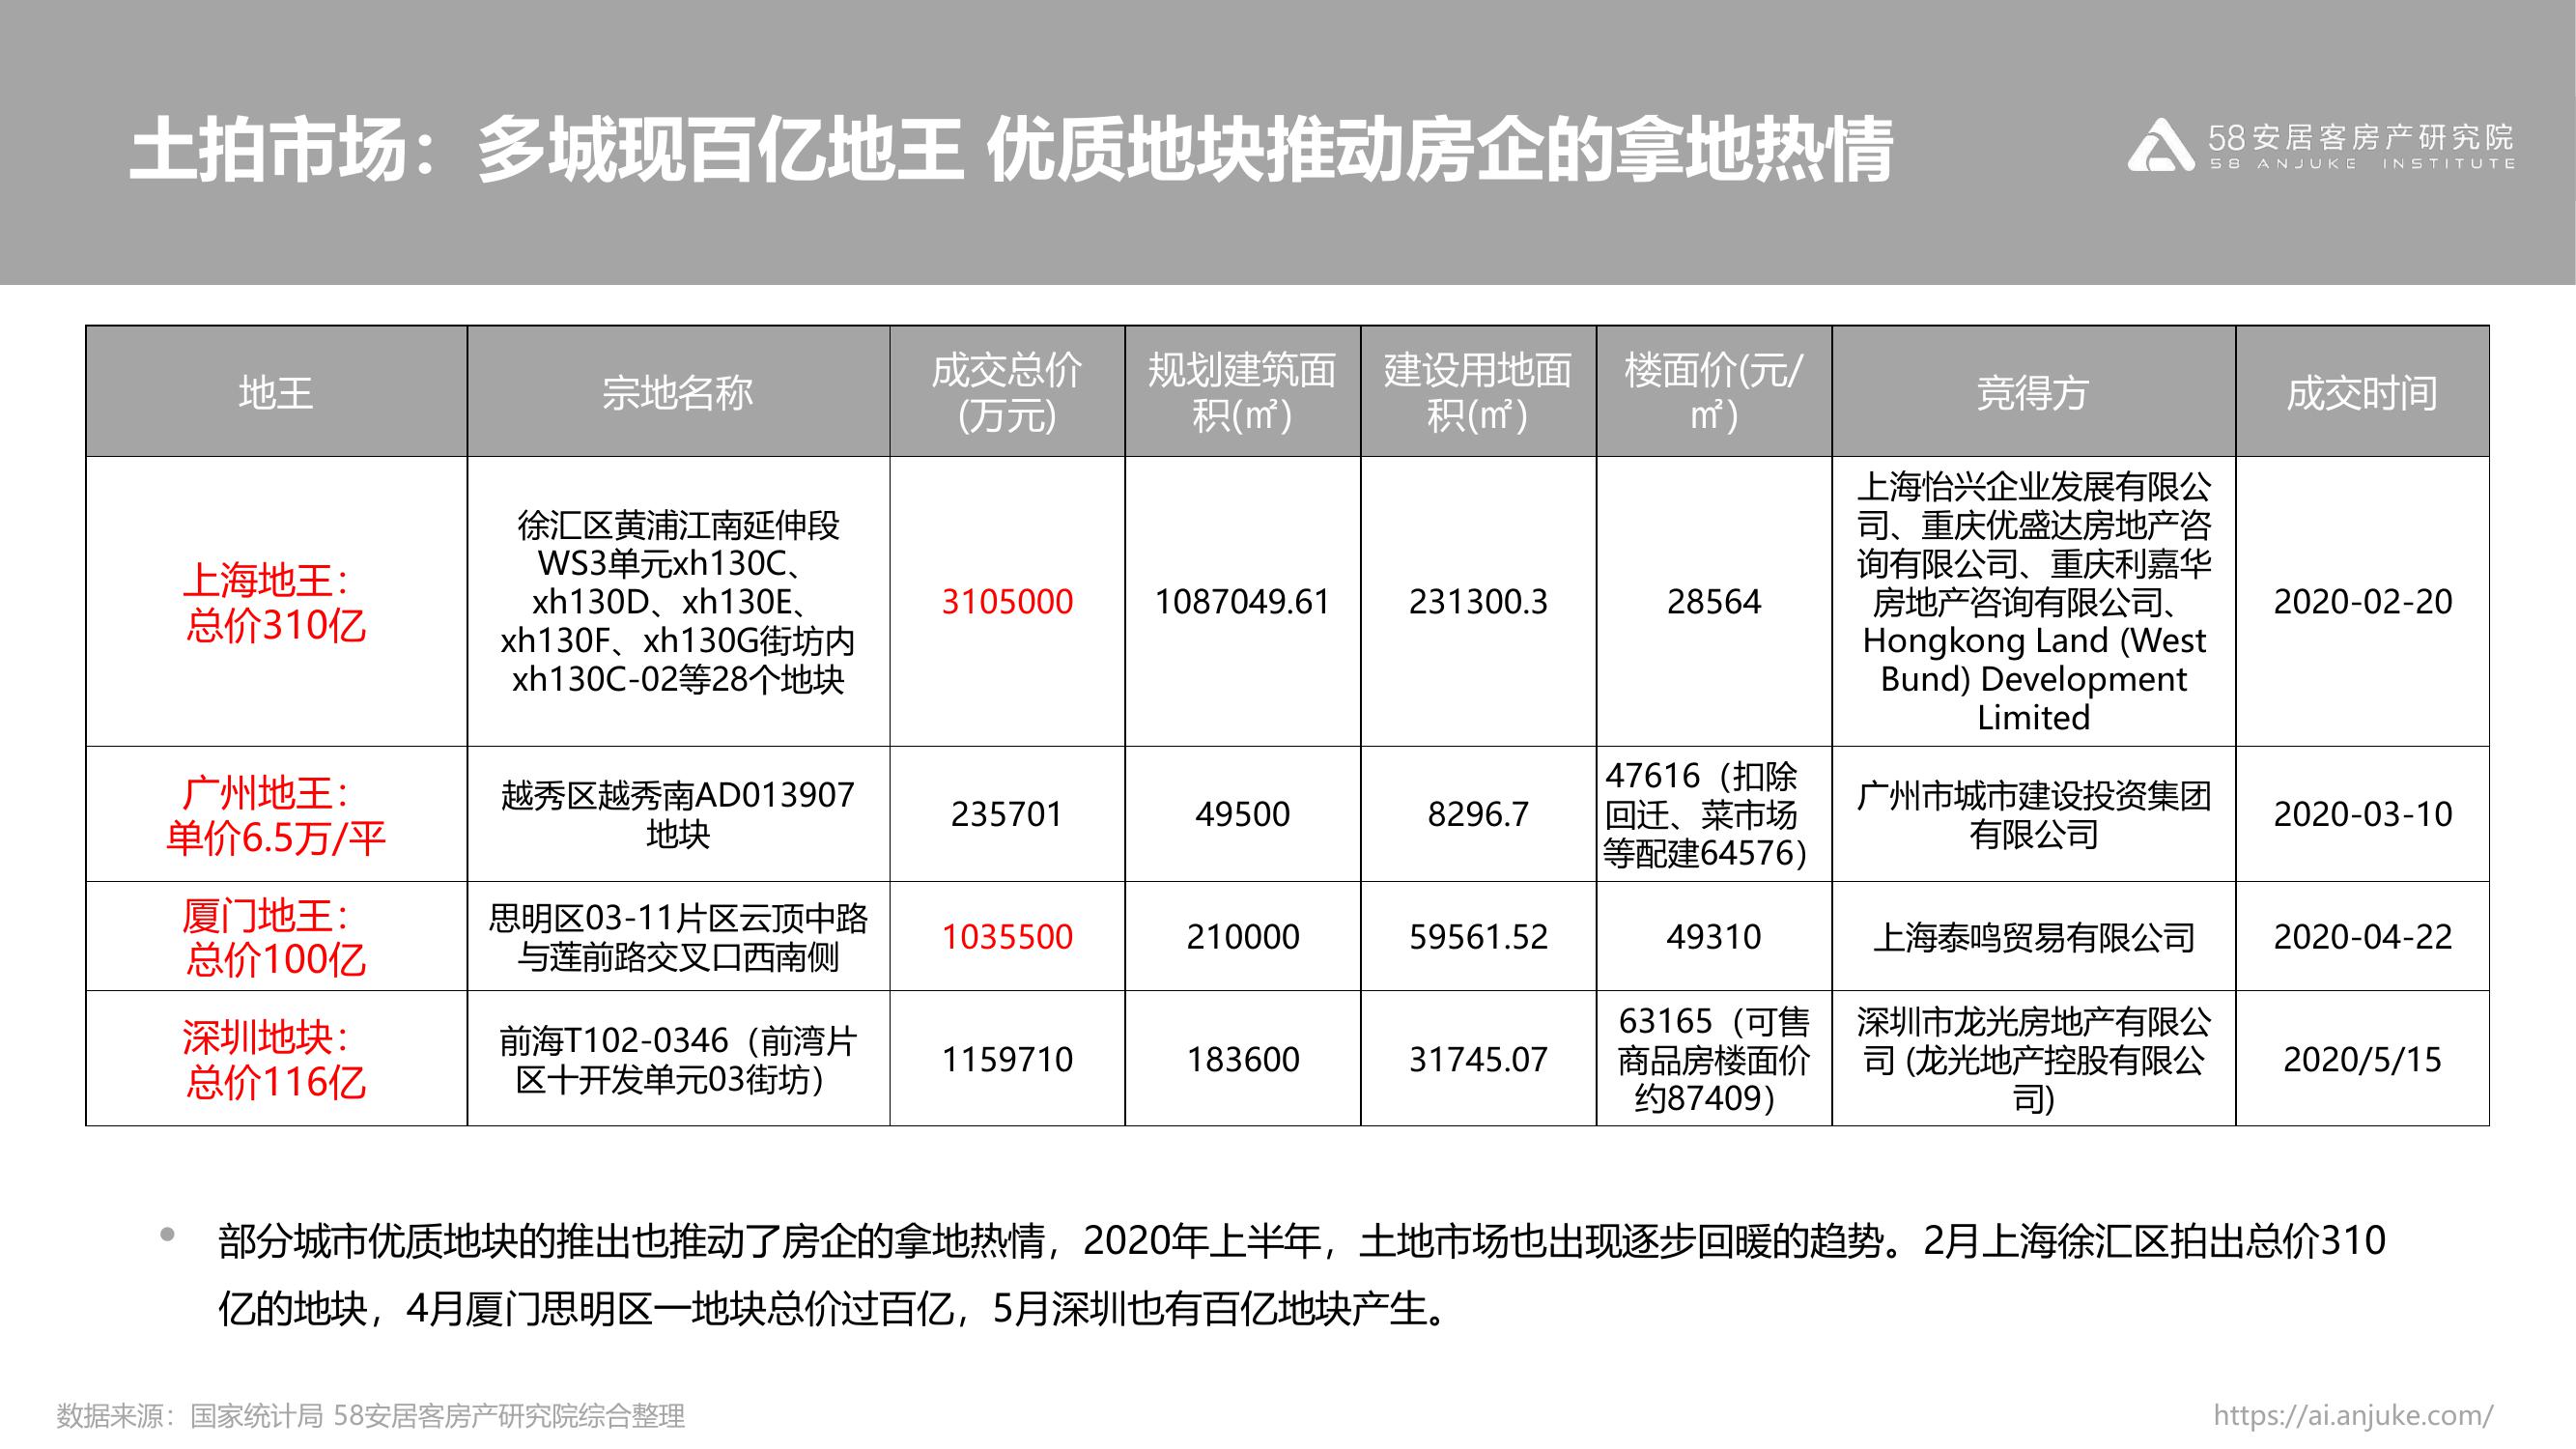 土拍市场：多城现百亿地王 优质地块推动房企的拿地热情
58安居客房产研究院
58 ANJUKE INSTITUTE
地王
宗地名称
成交总价
(万元)
规划建筑面
积(㎡)
建设用地面
积(㎡)
楼面价(元/
㎡)
竞得方
成交时间
上海地王：
总价310亿
徐汇区黄浦江南延伸段
WS3单元xh130C、
xh130D、xh130E、
xh130F、xh130G街坊内
xh130C-02等28个地块
3105000
1087049.61
231300.3
28564
上海怡兴企业发展有限公
司、重庆优盛达房地产咨
询有限公司、重庆利嘉华
房地产咨询有限公司、
Hongkong Land (West
Bund) Development
Limited
2020-02-20
广州地王：
单价6.5万/平
越秀区越秀南AD013907
地块
235701
49500
8296.7
47616（扣除
回迁、菜市场
等配建64576）
广州市城市建设投资集团
有限公司
2020-03-10
厦门地王：
总价100亿
思明区03-11片区云顶中路
与莲前路交叉口西南侧
1035500
210000
59561.52
49310
上海泰鸣贸易有限公司
2020-04-22
深圳地块：
总价116亿
前海T102-0346（前湾片
区十开发单元03街坊）
1159710
183600
31745.07
63165（可售
商品房楼面价
约87409）
深圳市龙光房地产有限公
司 (龙光地产控股有限公
司)
2020/5/15
• 部分城市优质地块的推出也推动了房企的拿地热情，2020年上半年，土地市场也出现逐步回暖的趋势。2月上海徐汇区拍出总价310
亿的地块，4月厦门思明区一地块总价过百亿，5月深圳也有百亿地块产生。
数据来源：国家统计局 58安居客房产研究院综合整理
https://ai.anjuke.com/